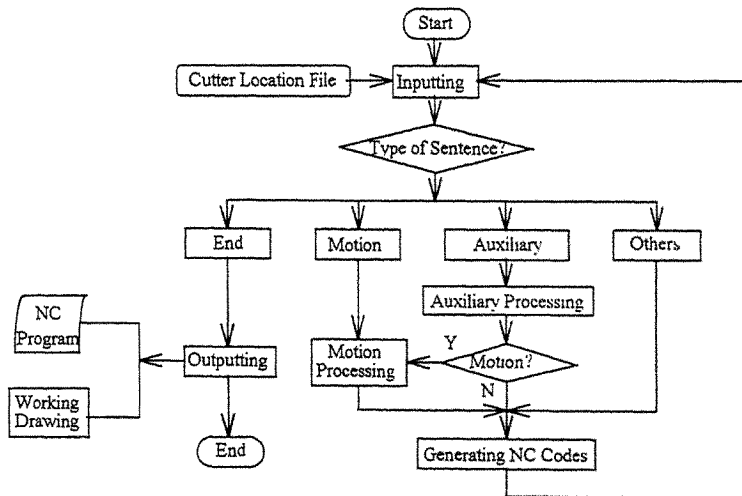 Start
Cutter Location File
Inputting
Type of Sentence?
End
Motion
Auxiliary
Others
Auxiliary Processing
NC
Program
Outputting
Motion
Processing
Y
Motion?
N
Working
Drawing
End
Generating NC Codes